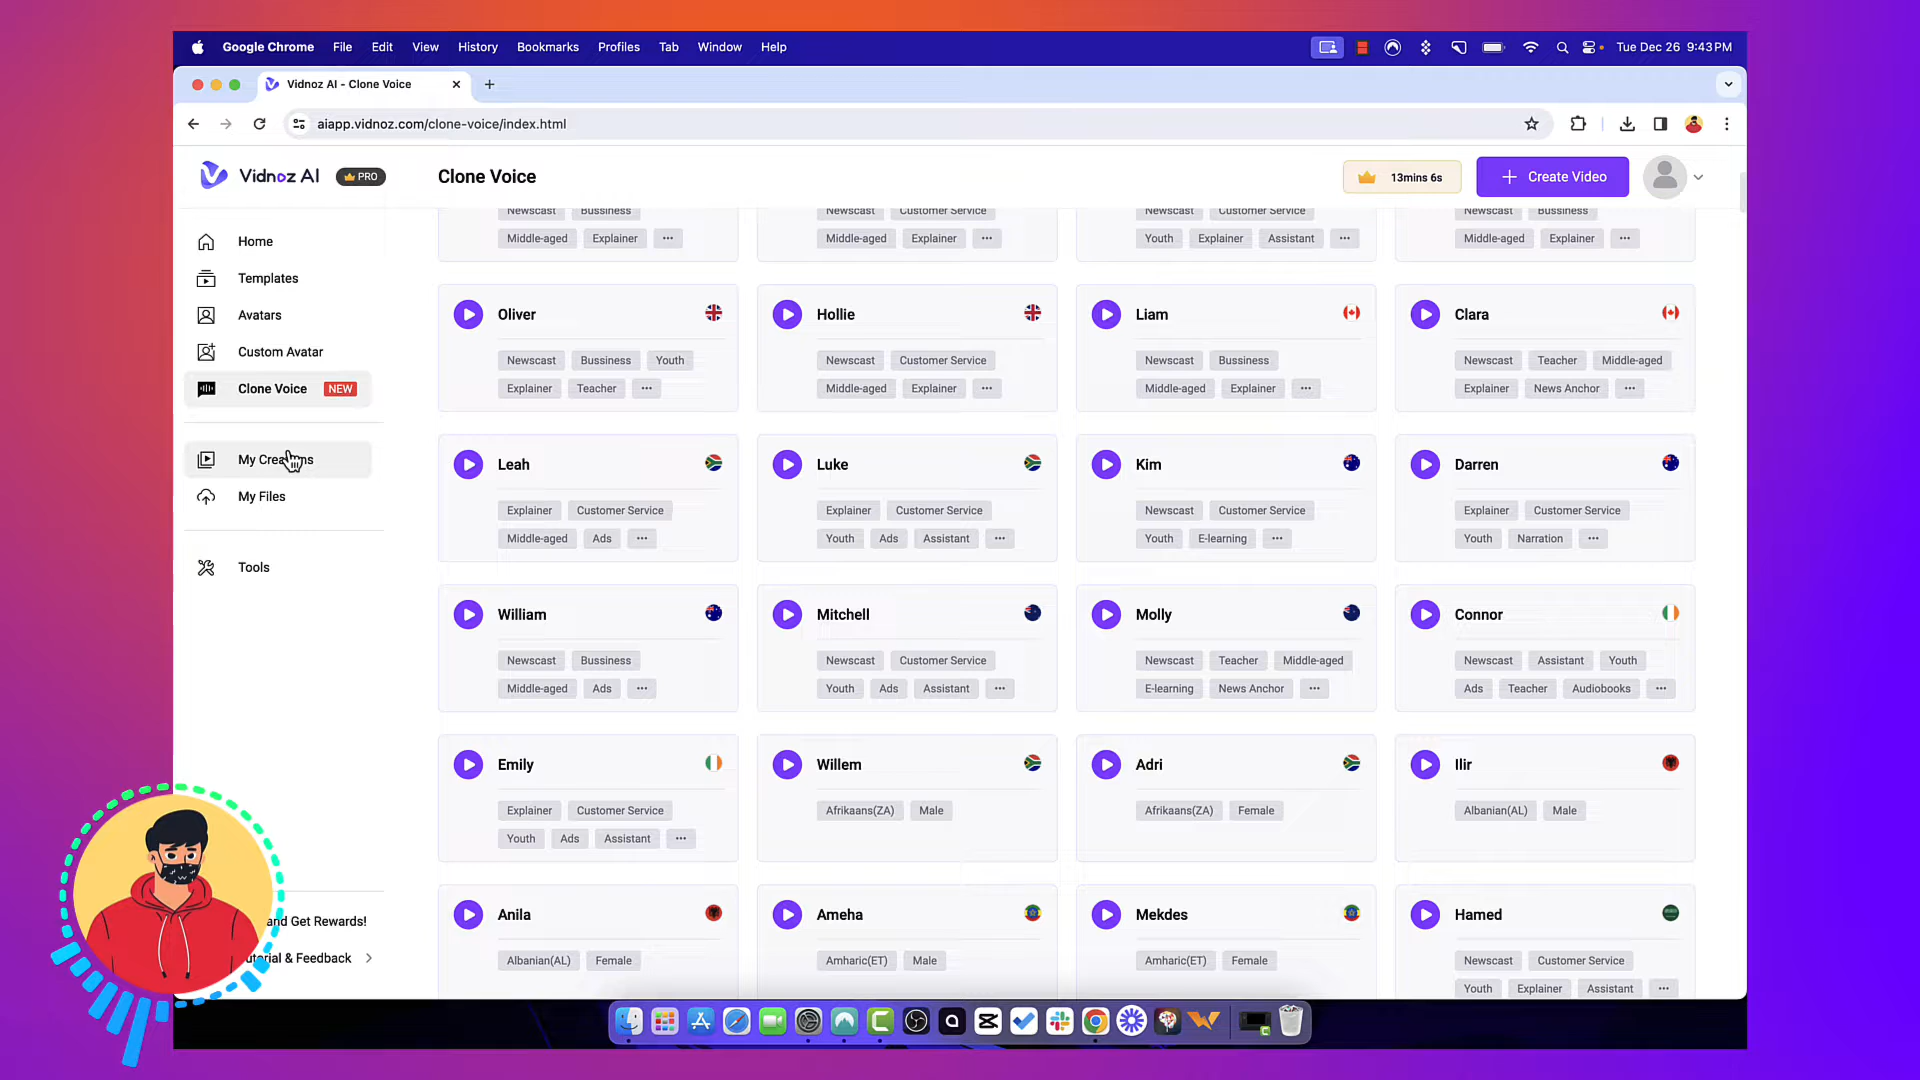 Google Chrome File Edit View History Bookmarks Profiles Tab Window Help Tue Dec 26 9:43 PM
Vidnoz AI - Clone Voice
aiapp.vidnoz.com/clone-voice/index.html
Vidnoz AI PRO Clone Voice 13mins 6s Create Video
Home
Templates
Avatars
Custom Avatar
Clone Voice NEW
My Creations
My Files
Tools
and Get Rewards!
Tutorial & Feedback
Newscast Bussiness Newscast Customer Service Newscast Customer Service Newscast Bussiness
Middle-aged Explainer ... Middle-aged Explainer ... Youth Explainer Assistant ... Middle-aged Explainer ...
Oliver Hollie Liam Clara
Newscast Bussiness Youth Newscast Customer Service Newscast Bussiness Newscast Teacher Middle-aged
Explainer Teacher ... Middle-aged Explainer ... Middle-aged Explainer ... Explainer News Anchor ...
Leah Luke Kim Darren
Explainer Customer Service Explainer Customer Service Newscast Customer Service Explainer Customer Service
Middle-aged Ads ... Youth Ads Assistant ... Youth E-learning ... Youth Narration ...
William Mitchell Molly Connor
Newscast Bussiness Newscast Customer Service Newscast Teacher Middle-aged Newscast Assistant Youth
Middle-aged Ads ... Youth Ads Assistant ... E-learning News Anchor ... Ads Teacher Audiobooks ...
Emily Willem Adri Ilir
Explainer Customer Service Afrikaans(ZA) Male Afrikaans(ZA) Female Albanian(AL) Male
Youth Ads Assistant ...
Anila Ameha Mekdes Hamed
Albanian(AL) Female Amharic(ET) Male Amharic(ET) Female Newscast Customer Service
Youth Explainer Assistant ...